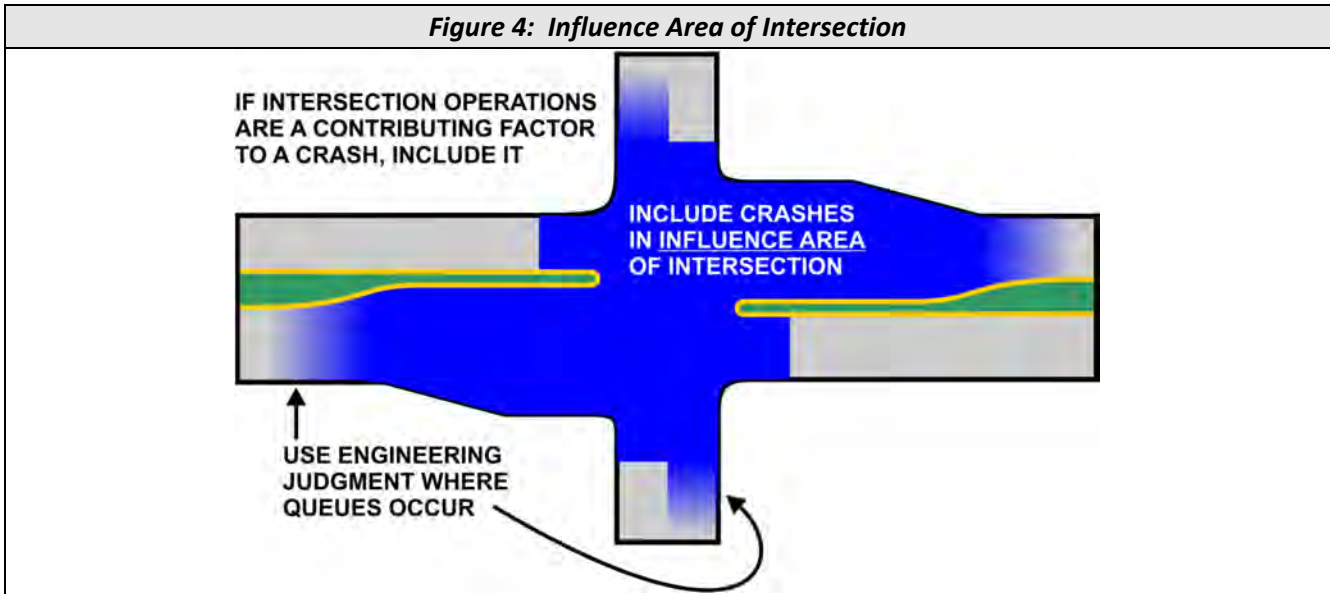 Figure 4:  Influence Area of Intersection
IF INTERSECTION OPERATIONS
ARE A CONTRIBUTING FACTOR
TO A CRASH, INCLUDE IT
INCLUDE CRASHES
IN INFLUENCE AREA
OF INTERSECTION
USE ENGINEERING
JUDGMENT WHERE
QUEUES OCCUR